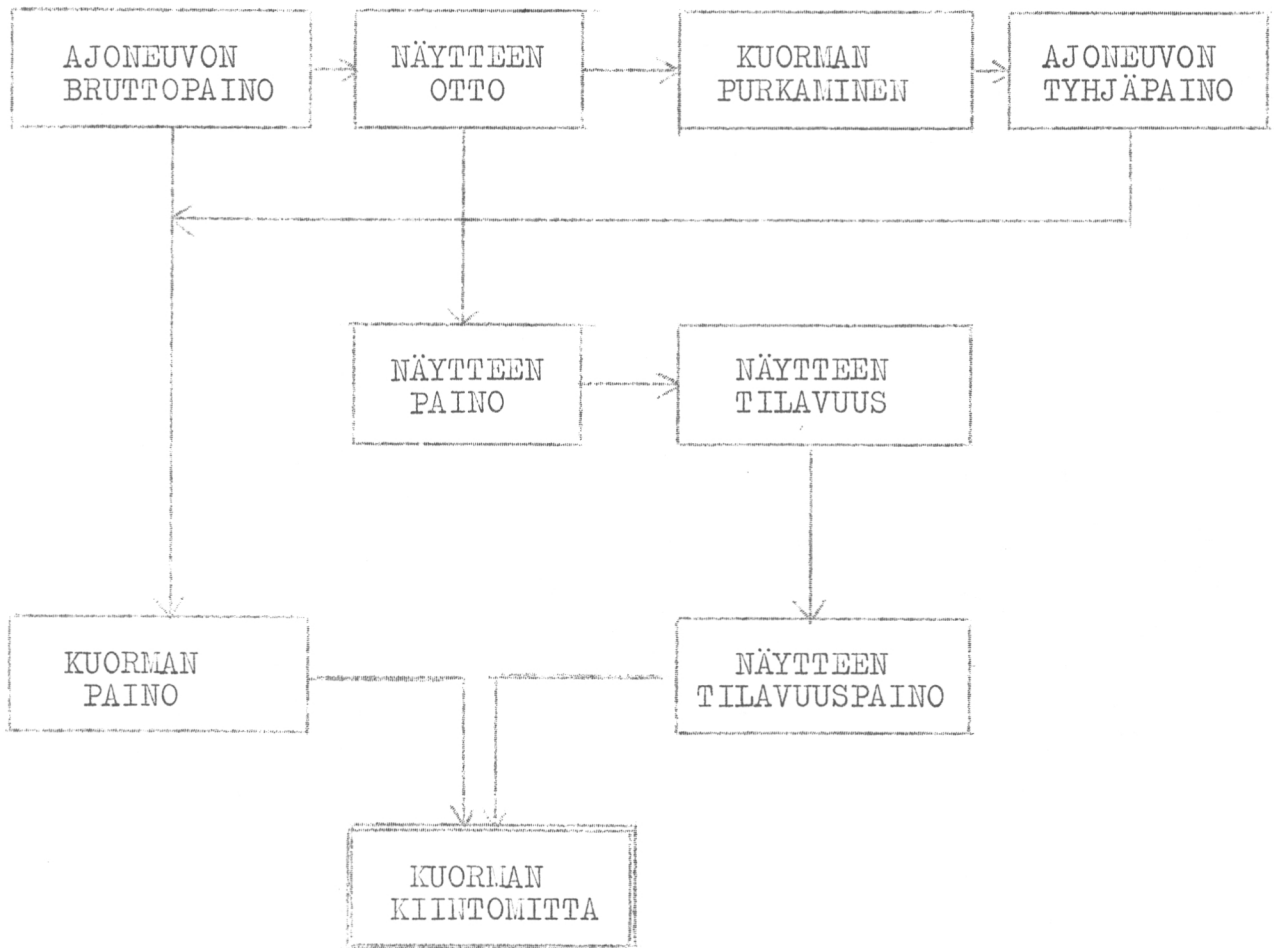 AJONEUVON
BRUTTOPAINO
NÄYTTEEN
OTTO
KUORMAN
PURKAMINEN
AJONEUVON
TYHJÄPAINO
NÄYTTEEN
PAINO
NÄYTTEEN
TILAVUUS
KUORMAN
PAINO
NÄYTTEEN
TILAVUUSPAINO
KUORMAN
KIINTOMITTA